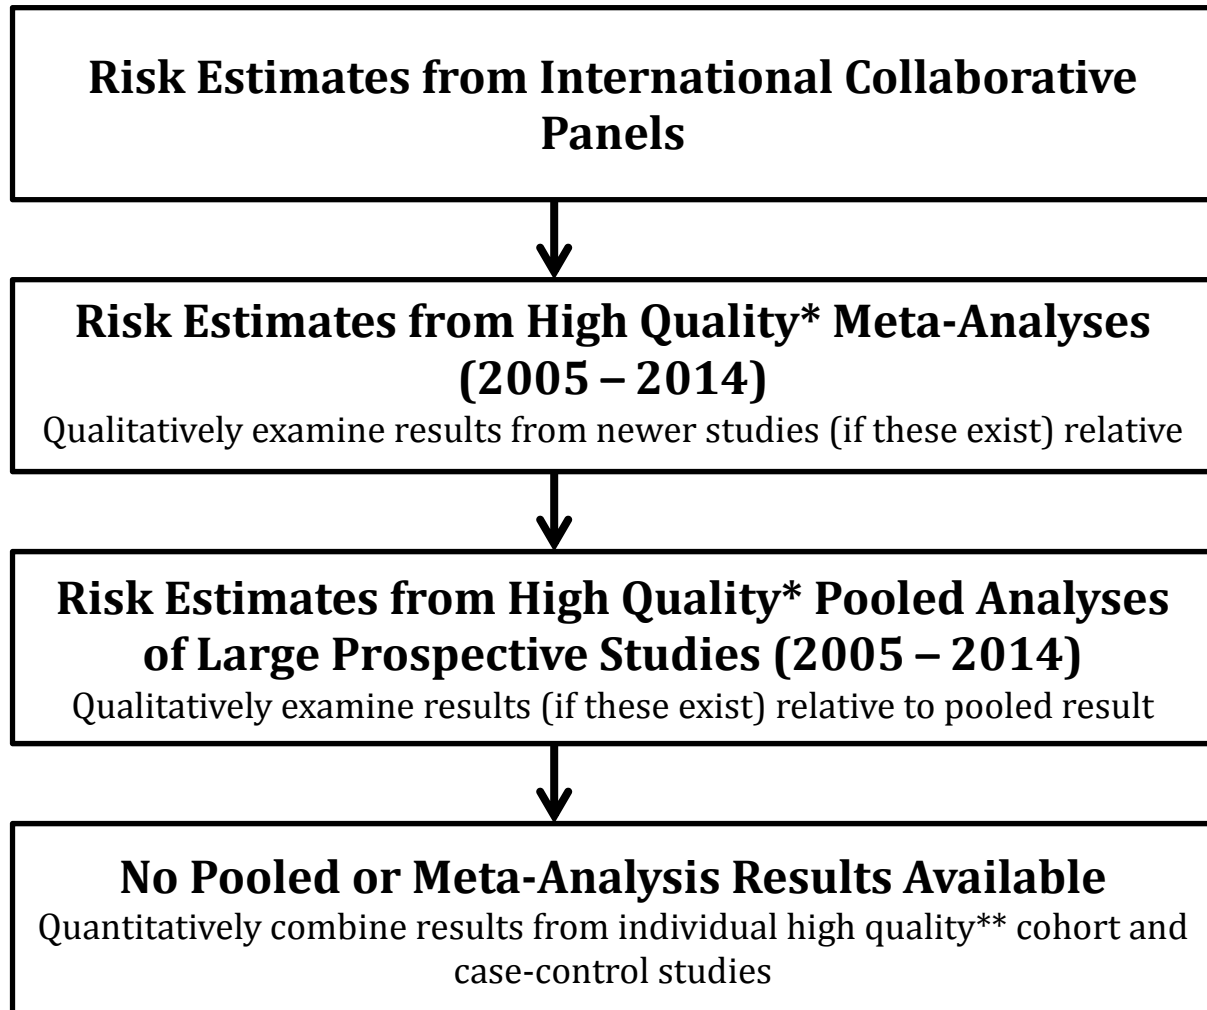 Risk Estimates from International Collaborative
Panels
Risk Estimates from High Quality* Meta-Analyses
(2005 – 2014)
Qualitatively examine results from newer studies (if these exist) relative
Risk Estimates from High Quality* Pooled Analyses
of Large Prospective Studies (2005 – 2014)
Qualitatively examine results (if these exist) relative to pooled result
No Pooled or Meta-Analysis Results Available
Quantitatively combine results from individual high quality** cohort and
case-control studies